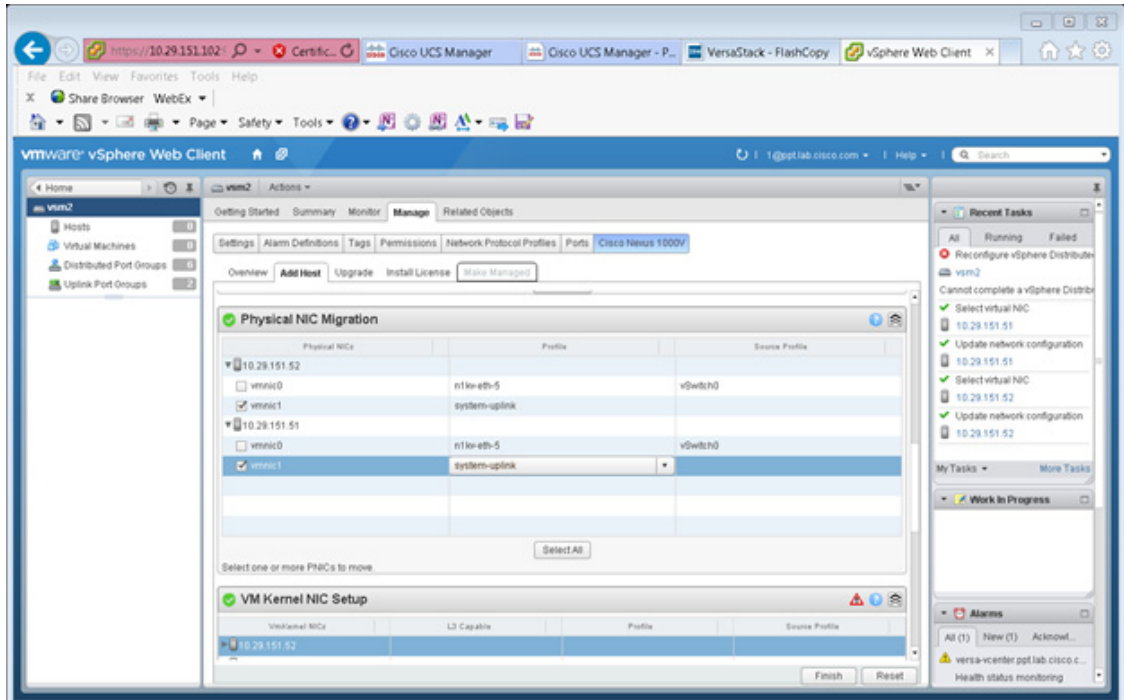 https://10.29.151.102
Certific...
Cisco UCS Manager
Cisco UCS Manager - P...
VersaStack - FlashCopy
vSphere Web Client
File Edit View Favorites Tools Help
x Share Browser WebEx
Page Safety Tools
vmware vSphere Web Client
1@ppt.lab.cisco.com
Help
Search
Home
vsm2 Actions
vsm2
Hosts 0
Virtual Machines 0
Distributed Port Groups 6
Uplink Port Groups 2
Getting Started Summary Monitor Manage Related Objects
Settings Alarm Definitions Tags Permissions Network Protocol Profiles Ports Cisco Nexus 1000V
Overview Add Host Upgrade Install License Make Managed
Physical NIC Migration
Physical NICs Profile Source Profile
10.29.151.52
vmnic0 n1kv-eth-5 vSwitch0
vmnic1 system-uplink
10.29.151.51
vmnic0 n1kv-eth-5 vSwitch0
vmnic1 system-uplink
Select All
Select one or more PNICs to move.
VM Kernel NIC Setup
VmKernel NICs L3 Capable Profile Source Profile
10.29.151.52
Finish Reset
Recent Tasks
All Running Failed
Reconfigure vSphere Distribute
vsm2
Cannot complete a vSphere Distrib
Select virtual NIC
10.29.151.51
Update network configuration
10.29.151.51
Select virtual NIC
10.29.151.52
Update network configuration
10.29.151.52
My Tasks More Tasks
Work In Progress
Alarms
All (1) New (1) Acknowl...
versa-vcenter.ppt.lab.cisco.c...
Health status monitoring